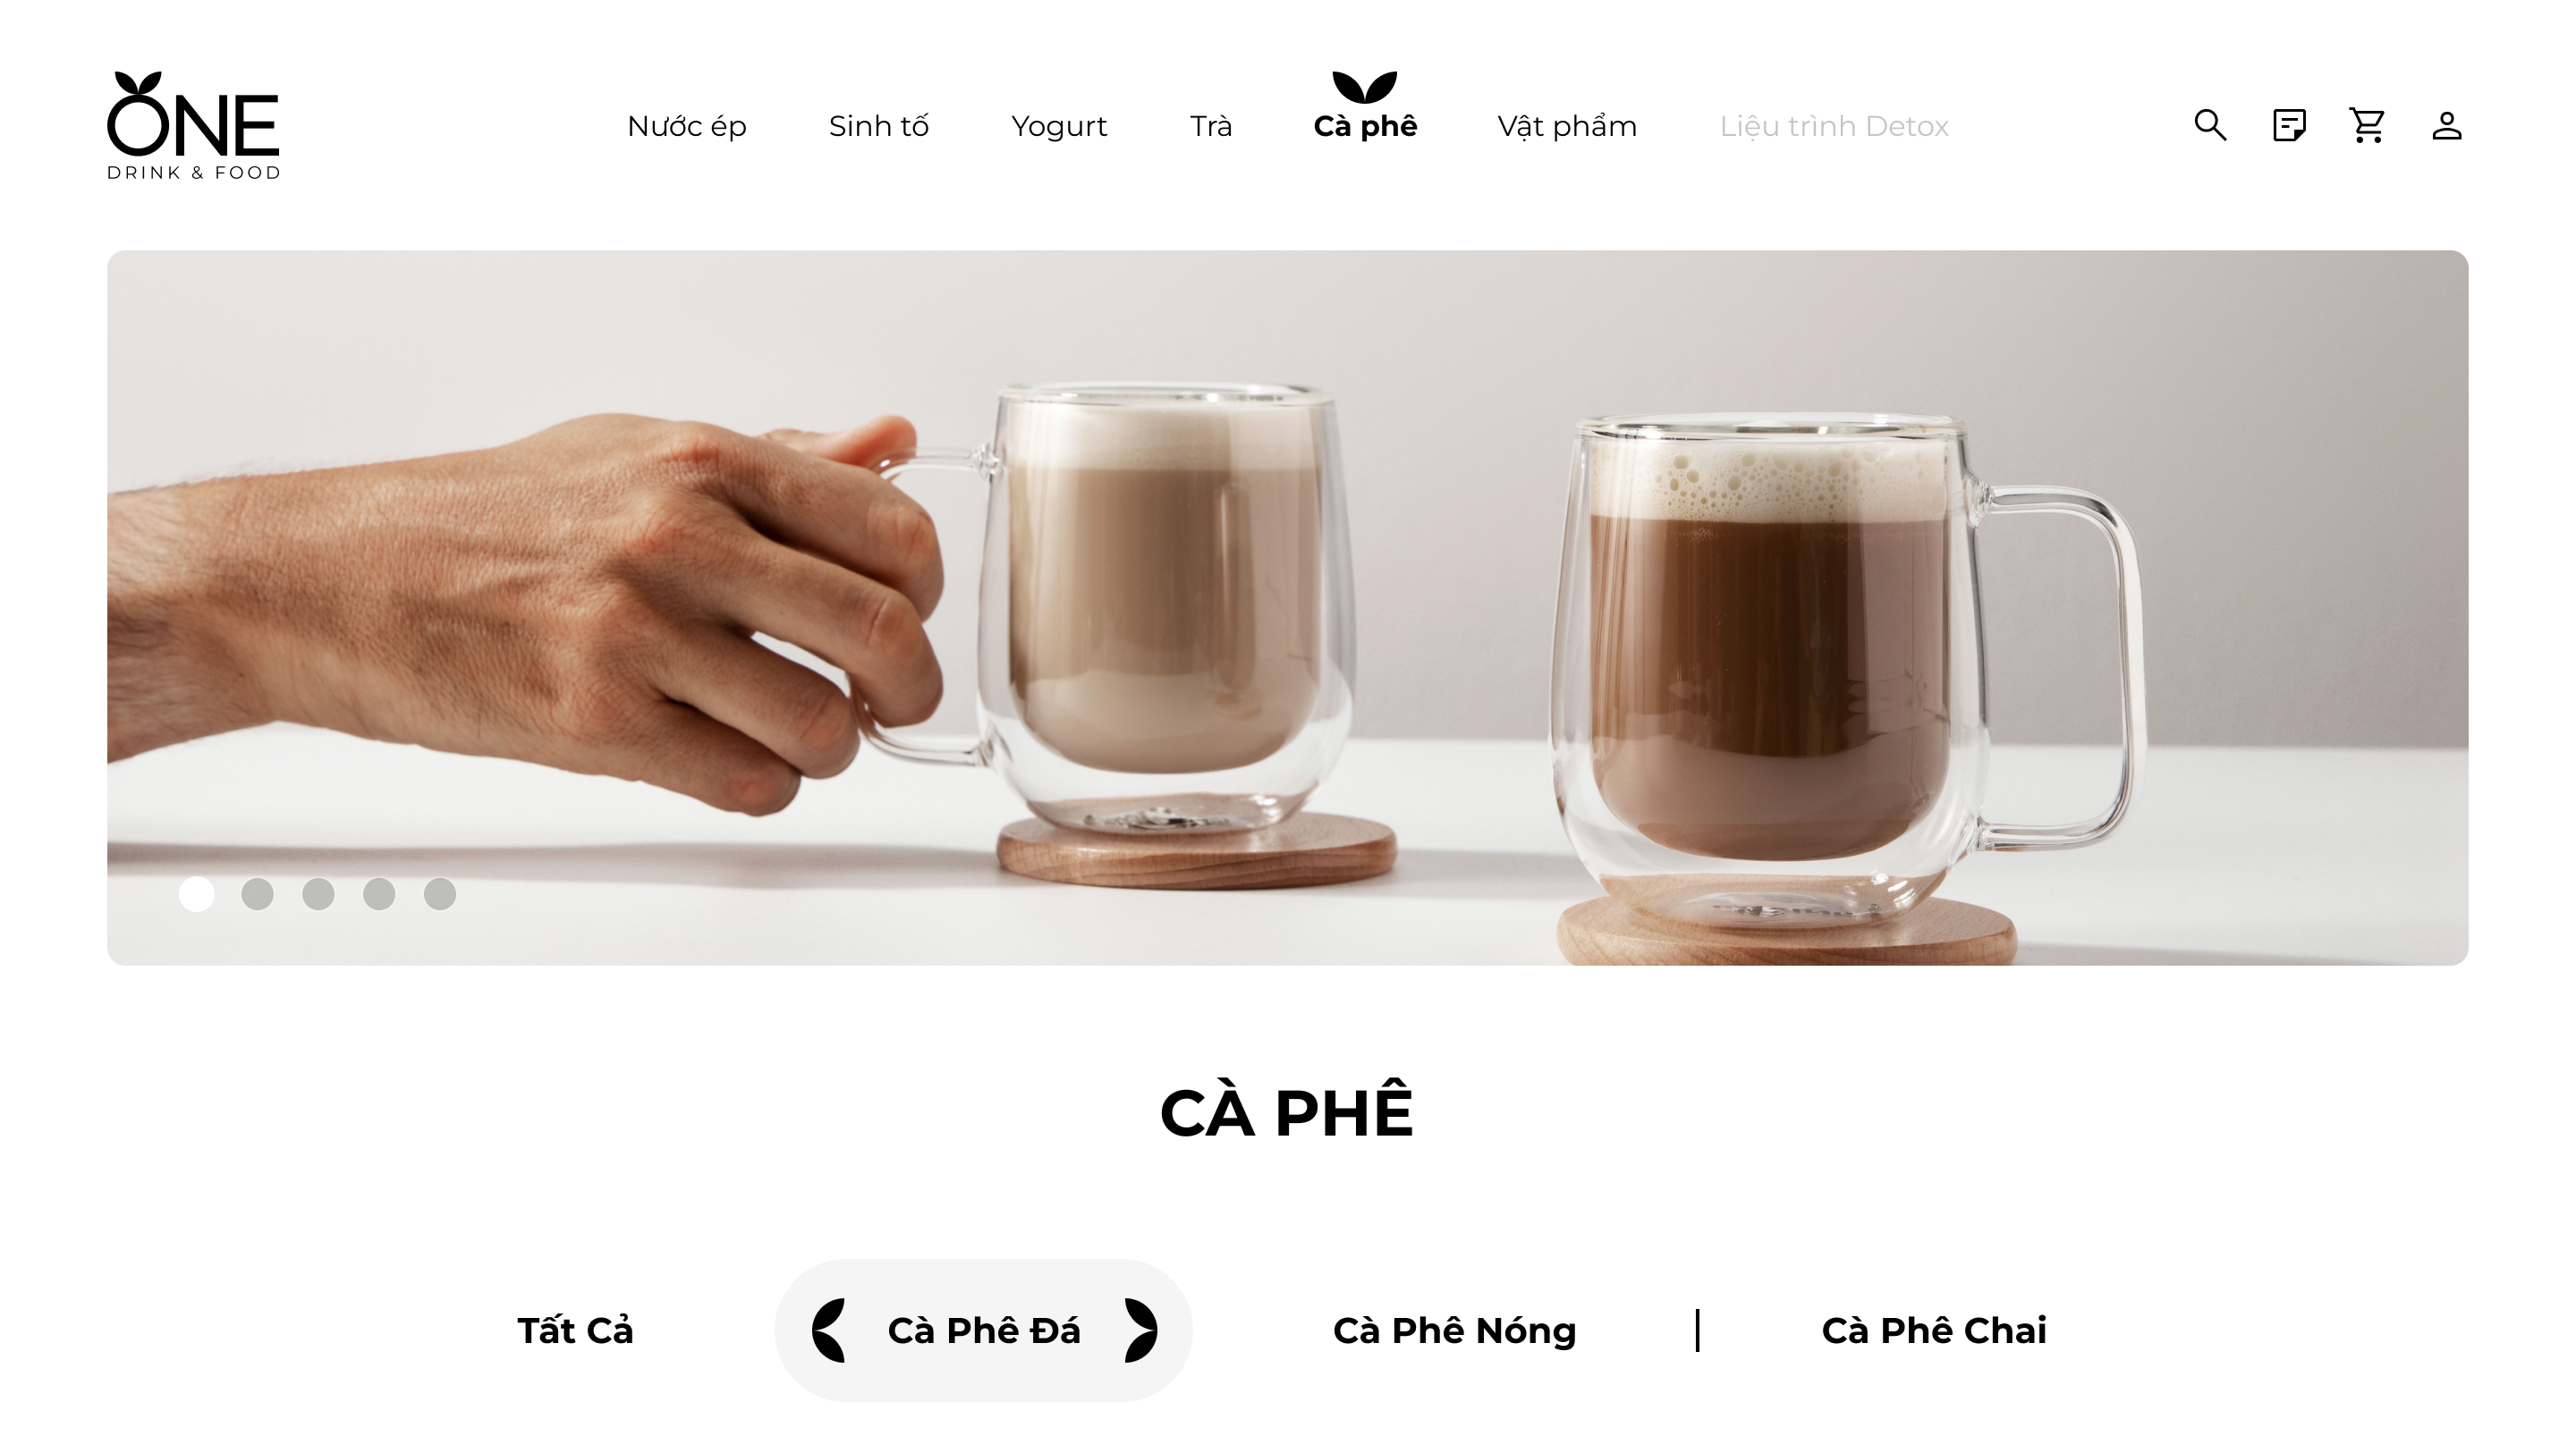 ONE
DRINK & FOOD
Nước ép
Sinh tố
Yogurt
Trà
Cà phê
Vật phẩm
Liệu trình Detox
CÀ PHÊ
Tất Cả
Cà Phê Đá
Cà Phê Nóng
Cà Phê Chai